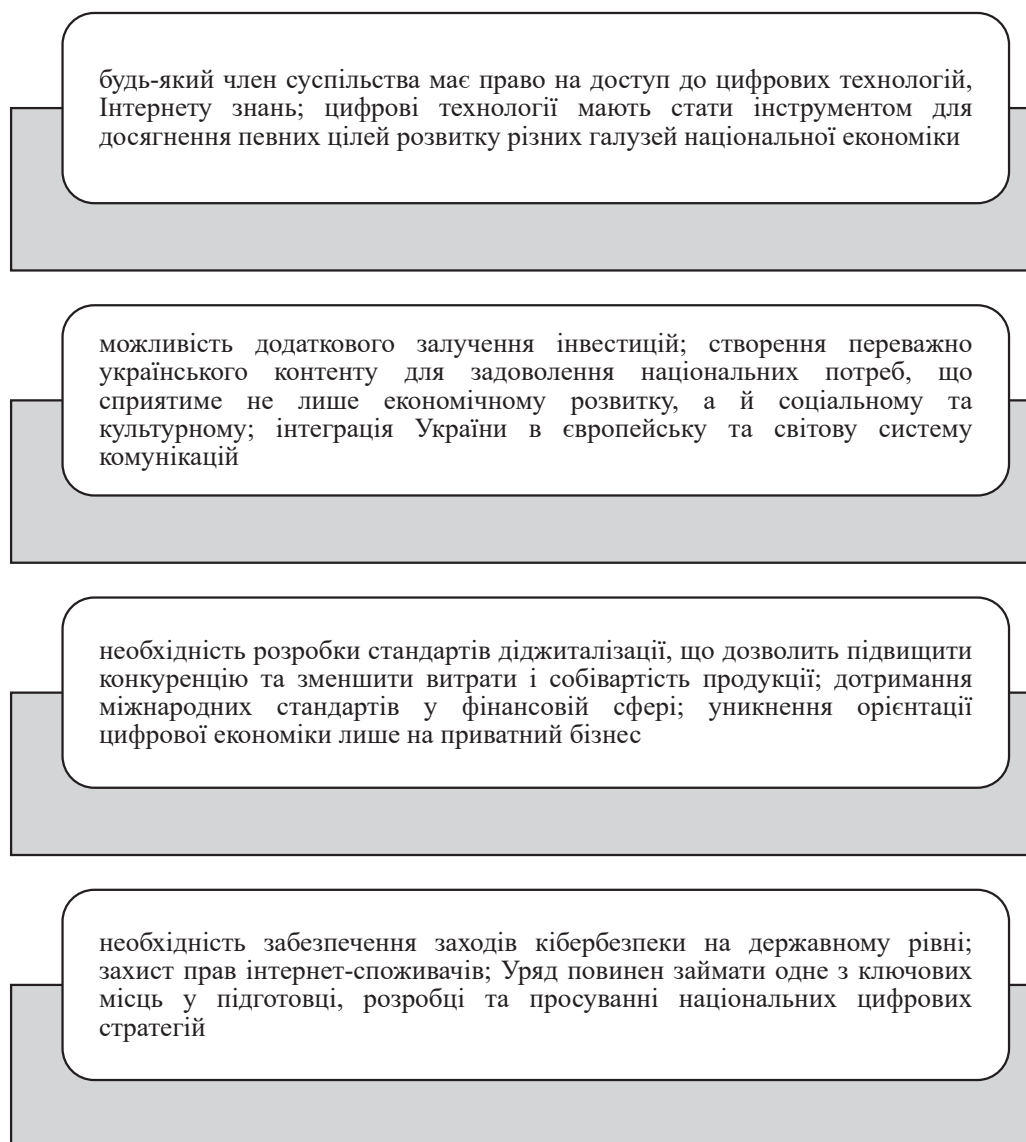 будь-який член суспільства має право на доступ до цифрових технологій,
Інтернету знань; цифрові технології мають стати інструментом для
досягнення певних цілей розвитку різних галузей національної економіки
можливість додаткового залучення інвестицій; створення переважно
українського контенту для задоволення національних потреб, що
сприятиме не лише економічному розвитку, а й соціальному та
культурному; інтеграція України в європейську та світову систему
комунікацій
необхідність розробки стандартів діджиталізації, що дозволить підвищити
конкуренцію та зменшити витрати і собівартість продукції; дотримання
міжнародних стандартів у фінансовій сфері; уникнення орієнтації
цифрової економіки лише на приватний бізнес
необхідність забезпечення заходів кібербезпеки на державному рівні;
захист прав інтернет-споживачів; Уряд повинен займати одне з ключових
місць у підготовці, розробці та просуванні національних цифрових
стратегій